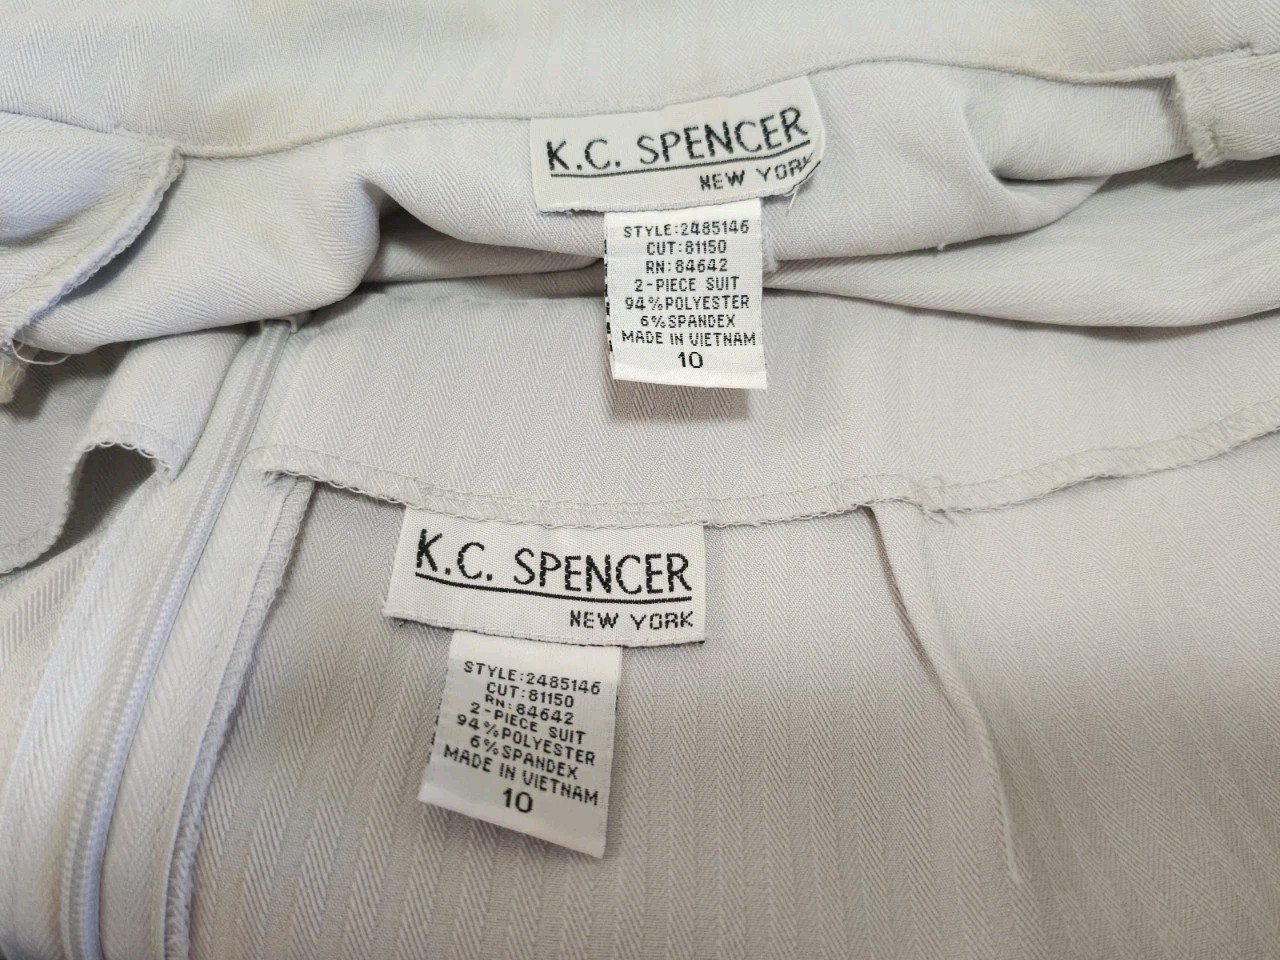 K.C. SPENCER
NEW YORK
STYLE:2485146
CUT:81150
RN:84642
2-PIECE SUIT
94%POLYESTER
6%SPANDEX
MADE IN VIETNAM
10
K.C. SPENCER
NEW YORK
STYLE:2485146
CUT:81150
RN:84642
2-PIECE SUIT
94%POLYESTER
6%SPANDEX
MADE IN VIETNAM
10